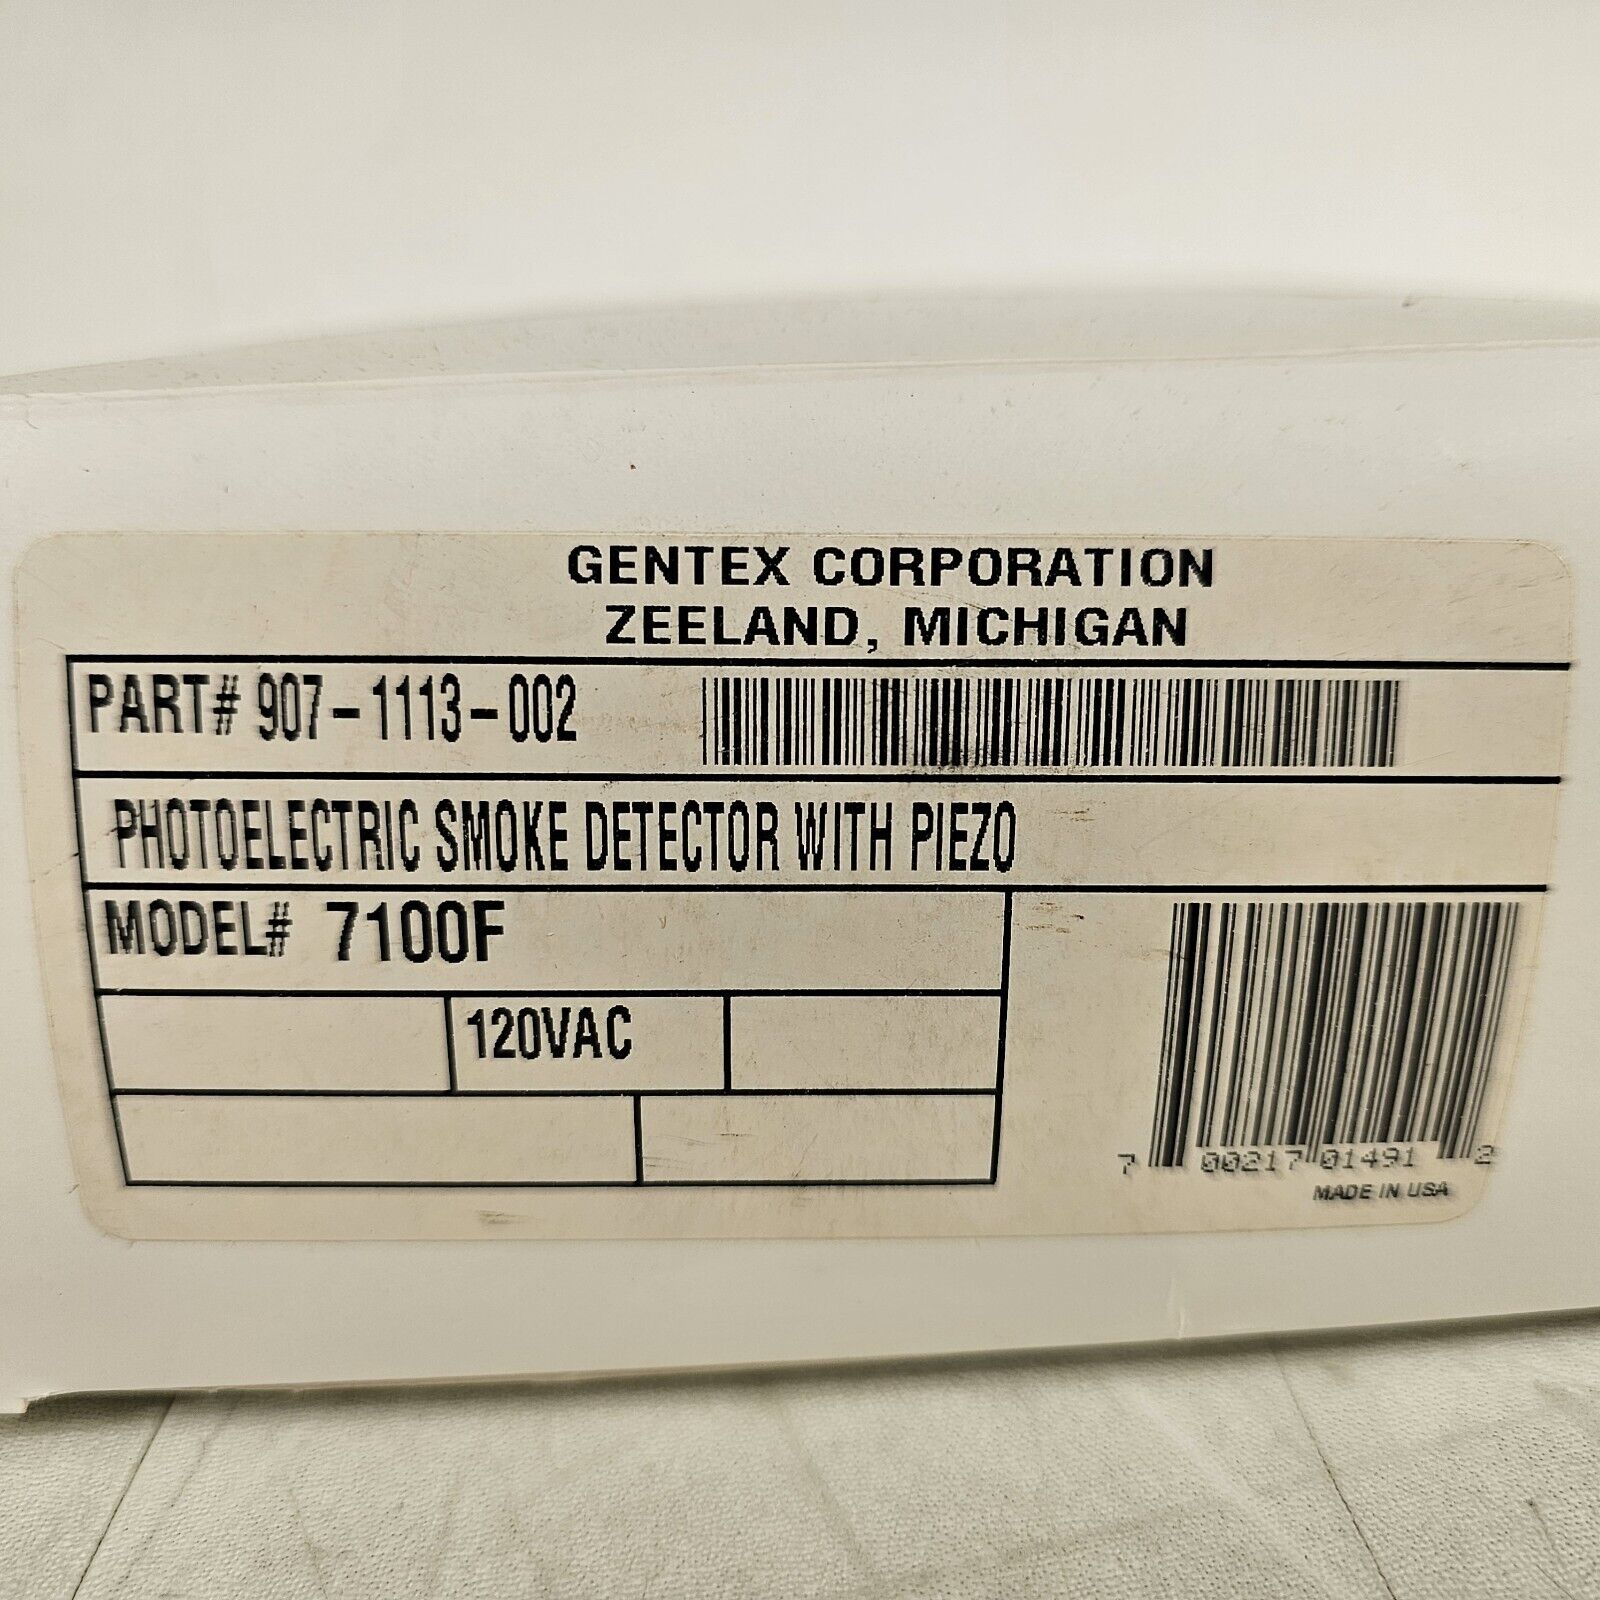 GENTEX CORPORATION
ZEELAND, MICHIGAN
PART# 907-1113-002
PHOTOELECTRIC SMOKE DETECTOR WITH PIEZO
MODEL# 7100F
120VAC
7 00217 01491 2
MADE IN USA